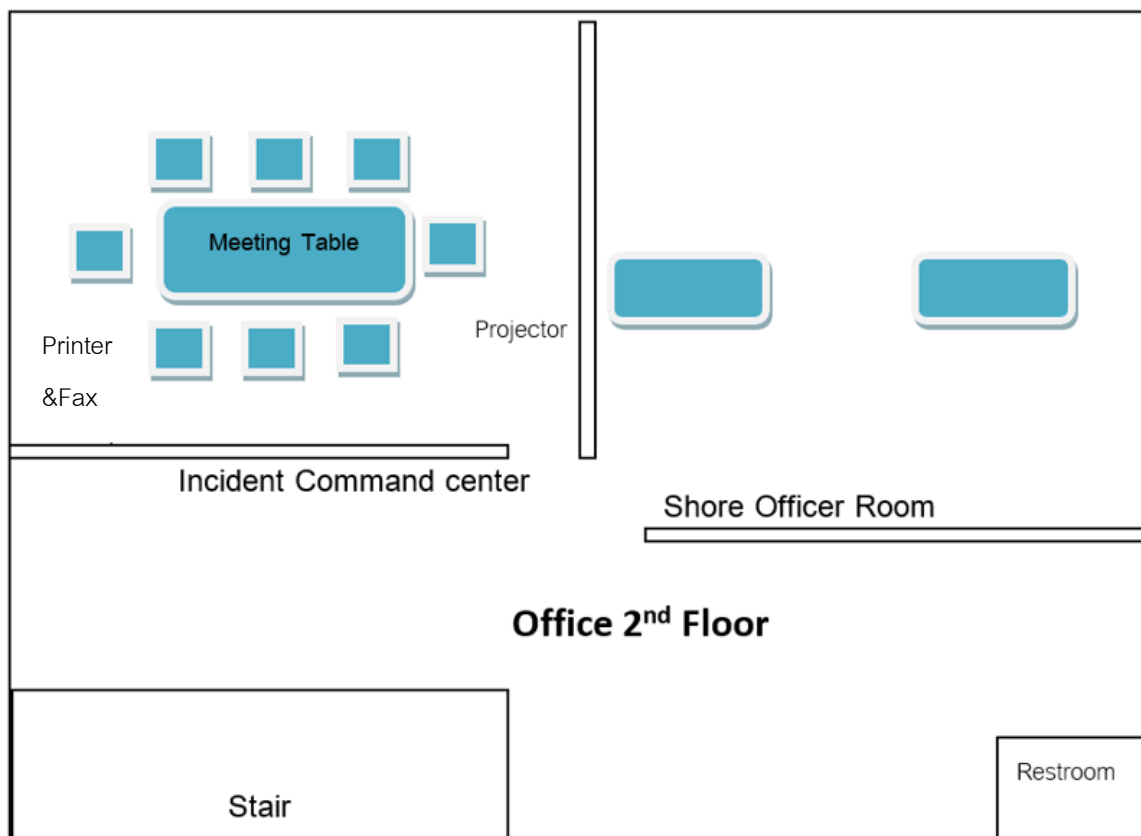 Meeting Table
Projector
Printer
&Fax
Incident Command center
Shore Officer Room
Office 2nd Floor
Stair
Restroom